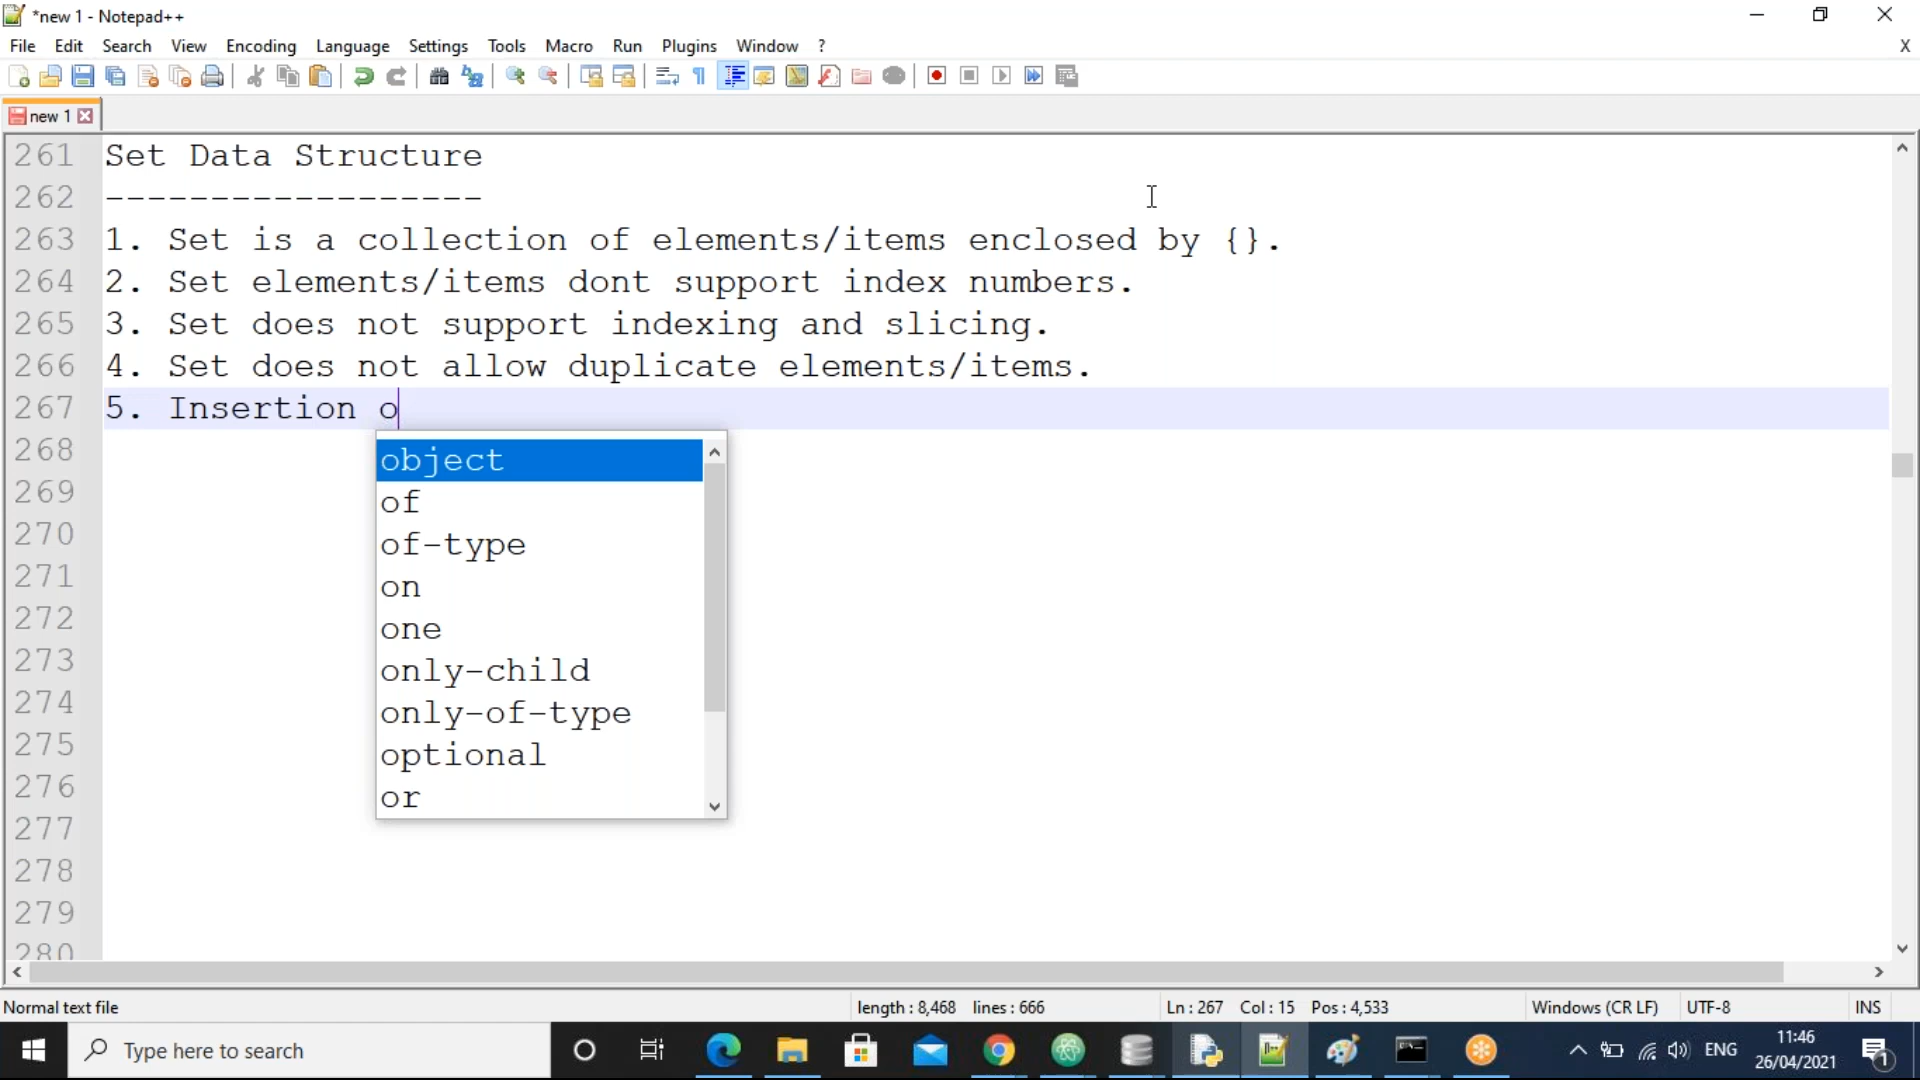 *new 1 - Notepad++
File Edit Search View Encoding Language Settings Tools Macro Run Plugins Window ? X
new 1
261 Set Data Structure
262 ------------------
263 1. Set is a collection of elements/items enclosed by {}.
264 2. Set elements/items dont support index numbers.
265 3. Set does not support indexing and slicing.
266 4. Set does not allow duplicate elements/items.
267 5. Insertion o
268
object
269
of
270
of-type
271
on
272
one
273
only-child
274
only-of-type
275
optional
276
or
277
278
279
280
Normal text file length : 8,468 lines : 666 Ln : 267 Col : 15 Pos : 4,533 Windows (CR LF) UTF-8 INS
Type here to search ENG 11:46
26/04/2021 1